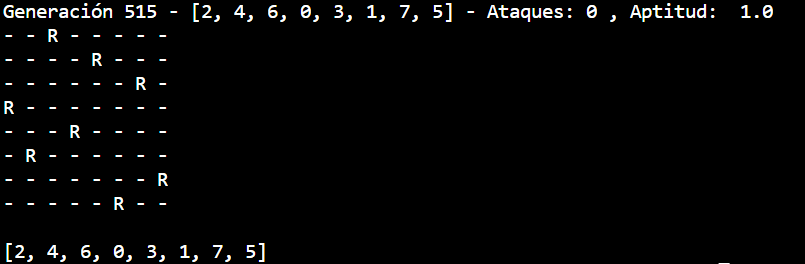 Generación 515 - [2, 4, 6, 0, 3, 1, 7, 5] - Ataques: 0 , Aptitud:  1.0
- - R - - - - -
- - - - R - - -
- - - - - - R -
R - - - - - - -
- - - R - - - -
- R - - - - - -
- - - - - - - R
- - - - - R - -
[2, 4, 6, 0, 3, 1, 7, 5]